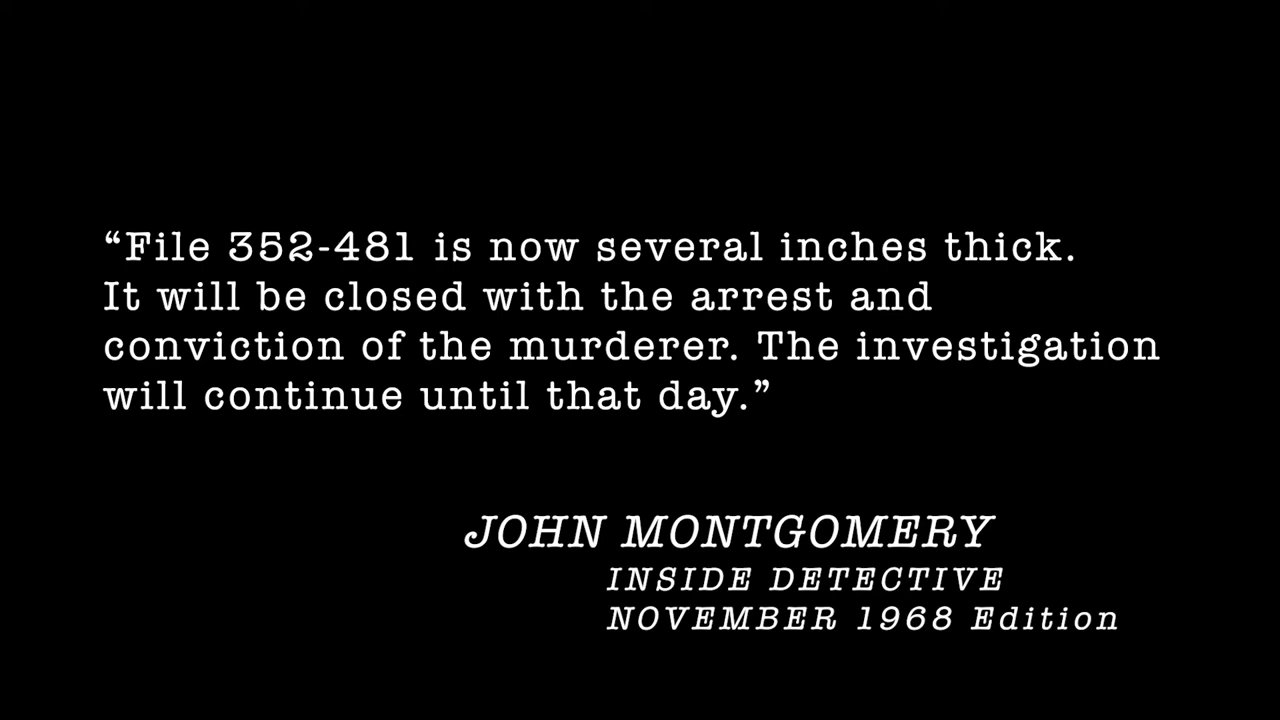 “File 352-481 is now several inches thick.
It will be closed with the arrest and
conviction of the murderer. The investigation
will continue until that day.”
JOHN MONTGOMERY
INSIDE DETECTIVE
NOVEMBER 1968 Edition